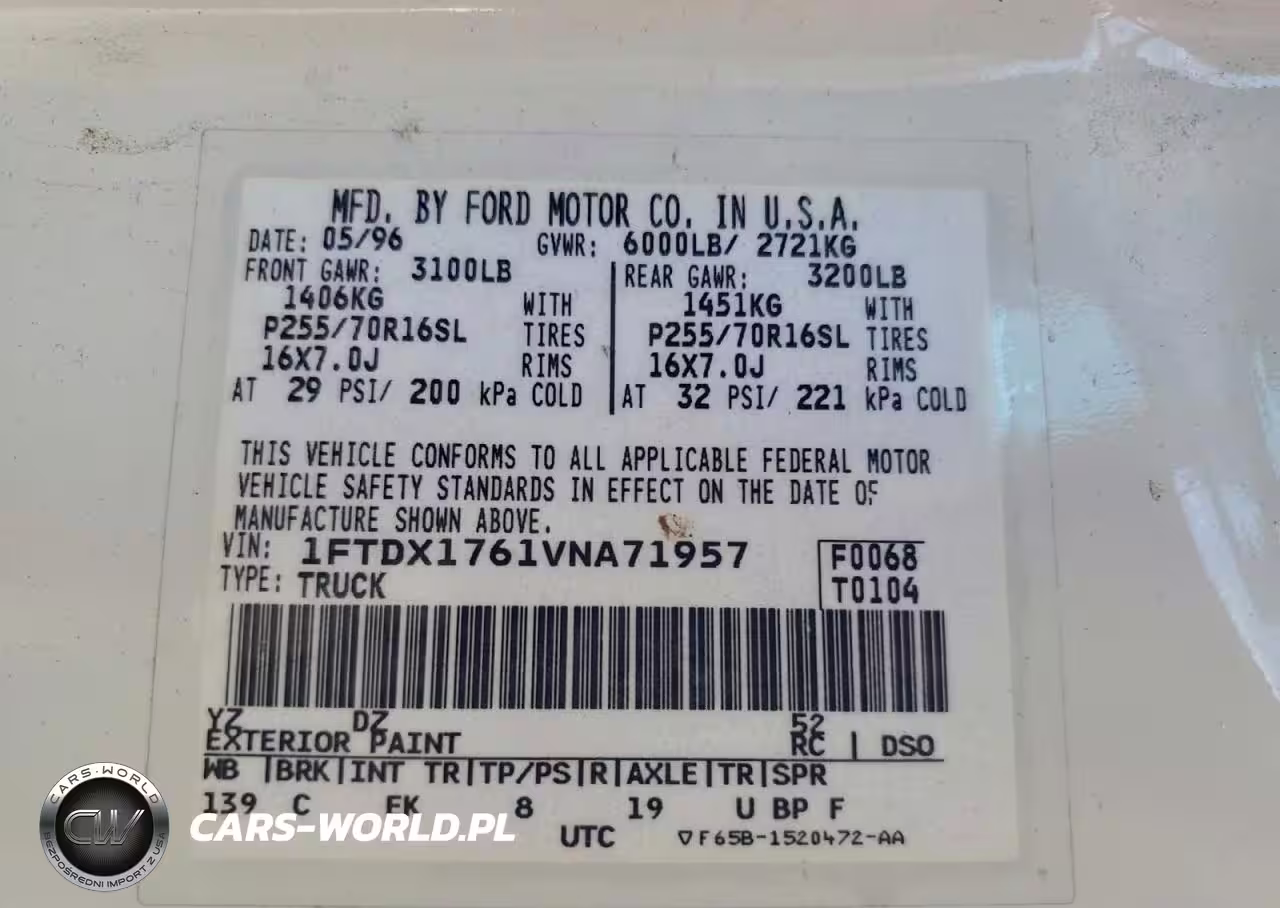 MFD. BY FORD MOTOR CO. IN U.S.A.
DATE: 05/96 GVWR: 6000LB/ 2721KG
FRONT GAWR: 3100LB REAR GAWR: 3200LB
1406KG WITH 1451KG WITH
P255/70R16SL TIRES P255/70R16SL TIRES
16X7.0J RIMS 16X7.0J RIMS
AT 29 PSI/ 200 kPa COLD AT 32 PSI/ 221 kPa COLD
THIS VEHICLE CONFORMS TO ALL APPLICABLE FEDERAL MOTOR
VEHICLE SAFETY STANDARDS IN EFFECT ON THE DATE OF
MANUFACTURE SHOWN ABOVE.
VIN: 1FTDX1761VNA71957 F0068
TYPE: TRUCK T0104
YZ DZ 52
EXTERIOR PAINT RC | DSO
WB |BRK|INT TR|TP/PS|R|AXLE|TR|SPR
139 C EK 8 19 U BP F
UTC ▽F65B-1520472-AA
CARS-WORLD
CW
BEZPOŚREDNI IMPORT Z USA
CARS-WORLD.PL